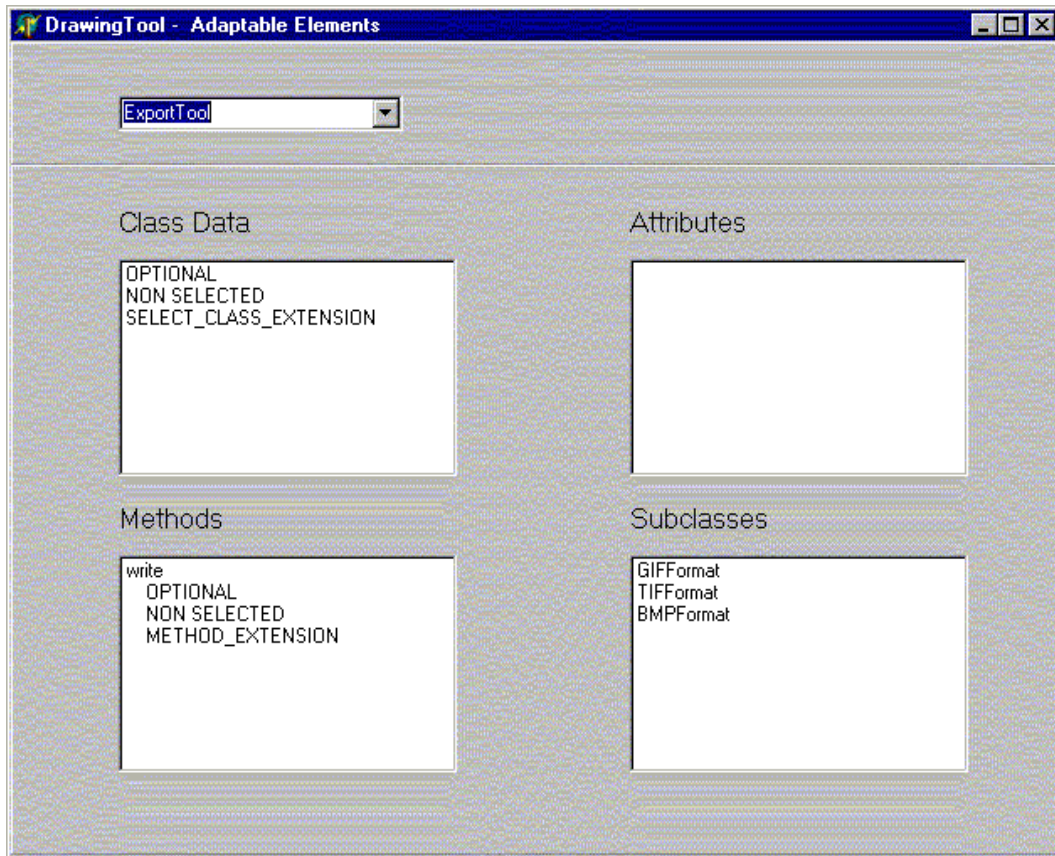 DrawingTool - Adaptable Elements
ExportTool
Class Data
OPTIONAL
NON SELECTED
SELECT_CLASS_EXTENSION
Attributes
Methods
write
OPTIONAL
NON SELECTED
METHOD_EXTENSION
Subclasses
GIFFormat
TIFFormat
BMPFormat